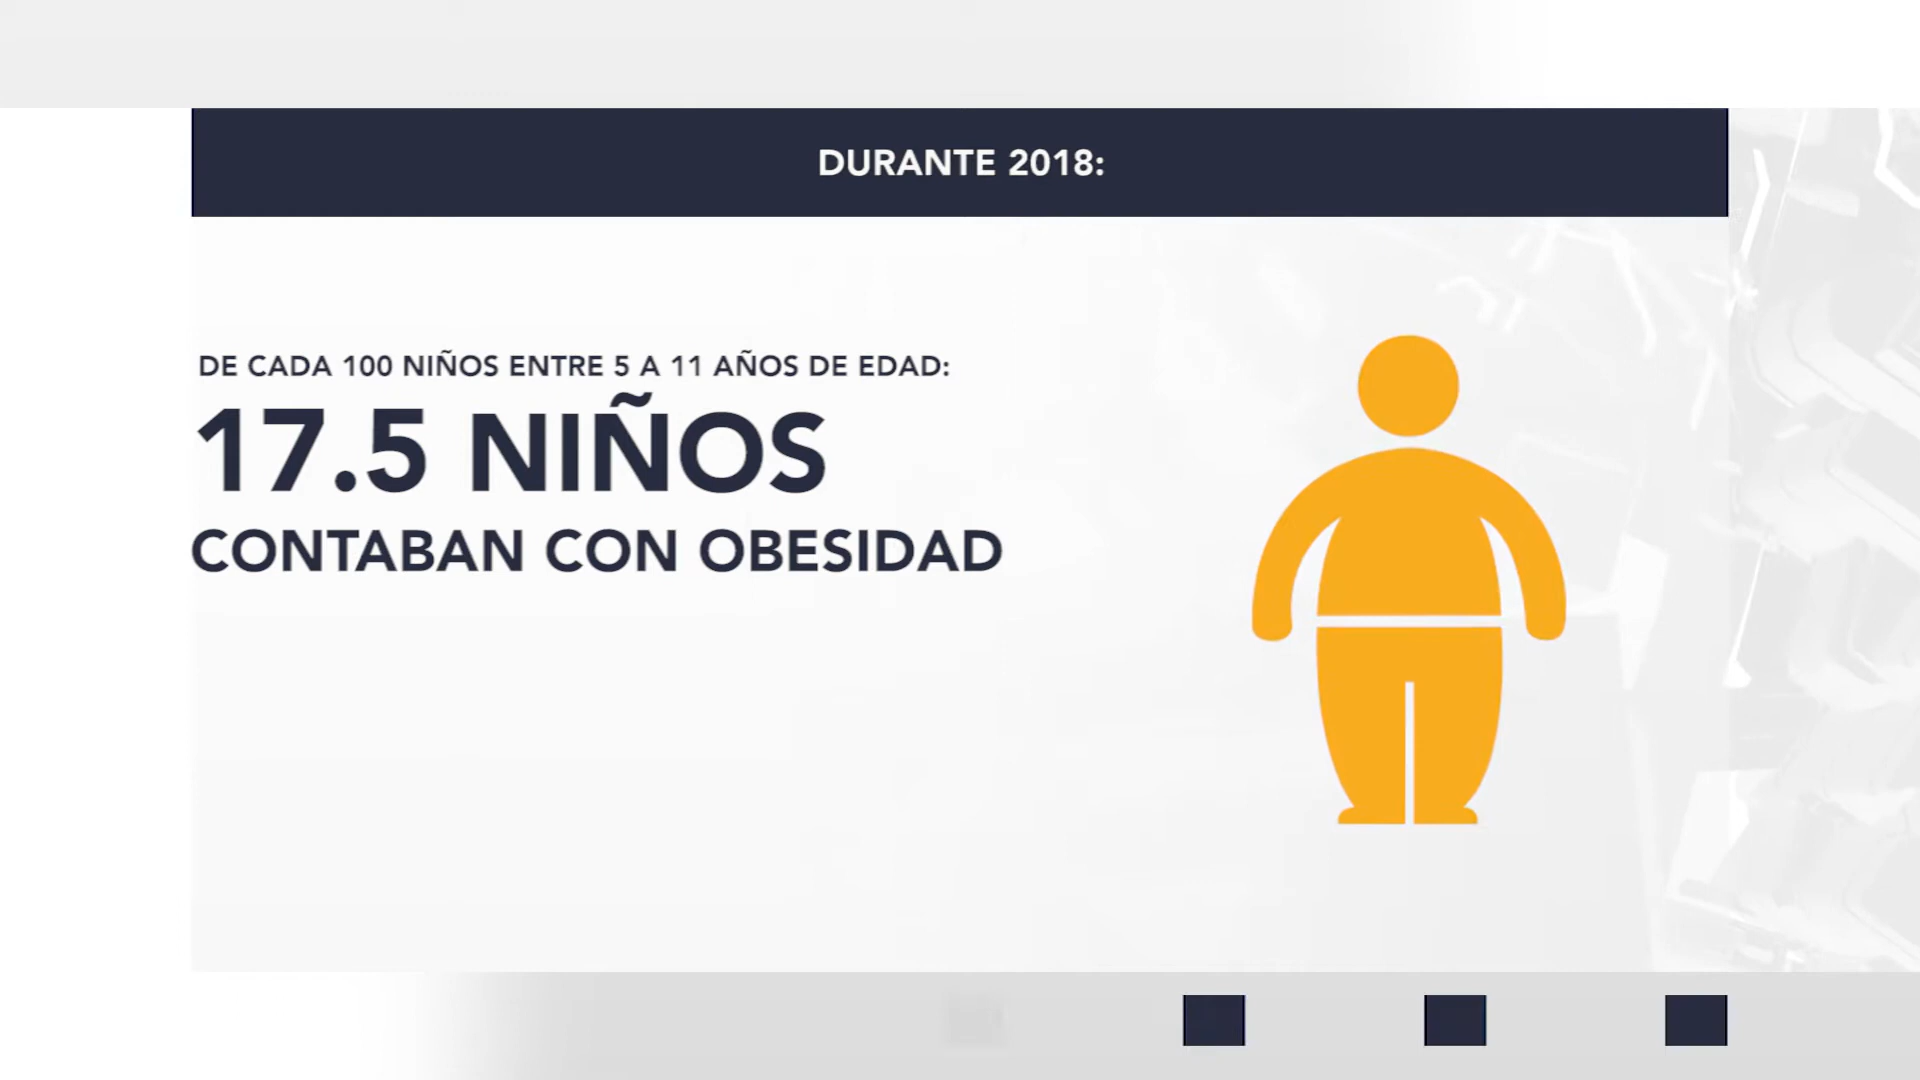 DURANTE 2018:
DE CADA 100 NIÑOS ENTRE 5 A 11 AÑOS DE EDAD:
17.5 NIÑOS
CONTABAN CON OBESIDAD